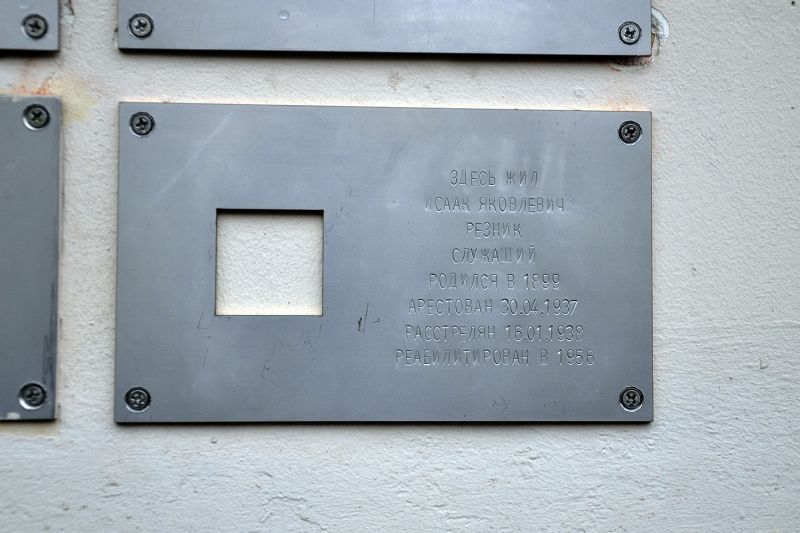 ЗДЕСЬ ЖИЛ
ИСААК ЯКОВЛЕВИЧ
РЕЗНИК
СЛУЖАЩИЙ
РОДИЛСЯ В 1899
АРЕСТОВАН 30.04.1937
РАССТРЕЛЯН 16.01.1938
РЕАБИЛИТИРОВАН В 1956